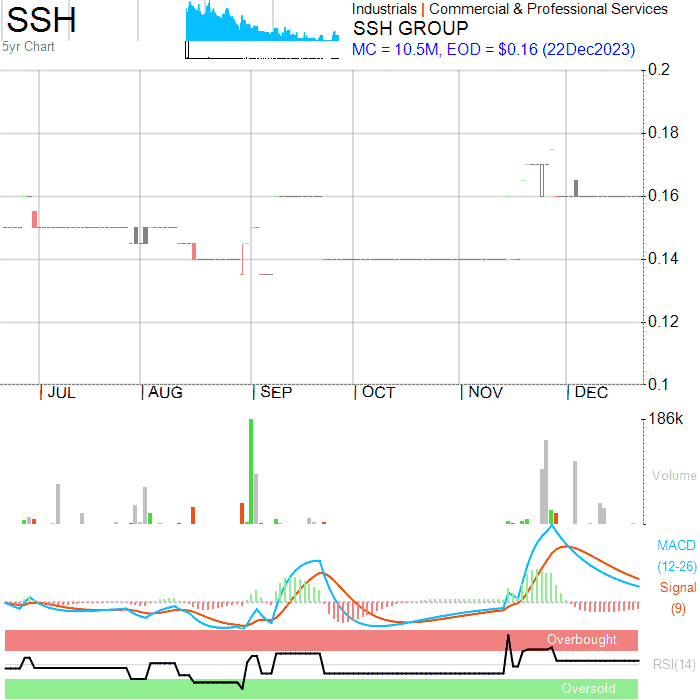 SSH
5yr Chart
Industrials | Commercial & Professional Services
SSH GROUP
MC = 10.5M, EOD = $0.16 (22Dec2023)
0.2
0.18
0.16
0.14
0.12
0.1
JUL AUG SEP OCT NOV DEC
186k
Volume
MACD
(12-26)
Signal
(9)
Overbought
RSI(14)
Oversold